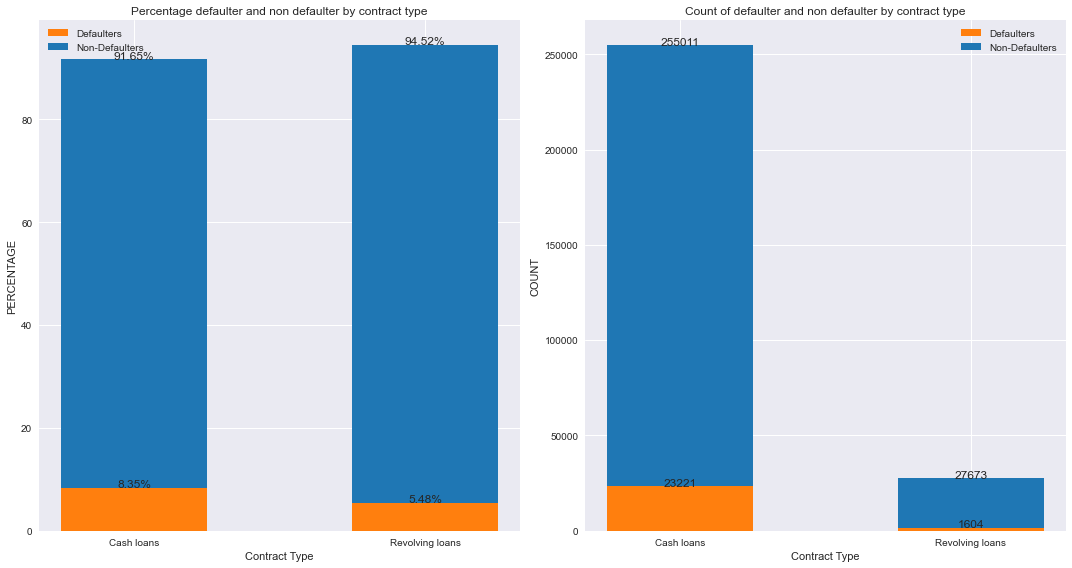 Percentage defaulter and non defaulter by contract type
Defaulters
Non-Defaulters
91.65%
94.52%
80
60
40
20
0
PERCENTAGE
8.35%
5.48%
Cash loans
Revolving loans
Contract Type
Count of defaulter and non defaulter by contract type
Defaulters
Non-Defaulters
255011
250000
200000
150000
100000
50000
0
COUNT
27673
23221
1604
Cash loans
Revolving loans
Contract Type